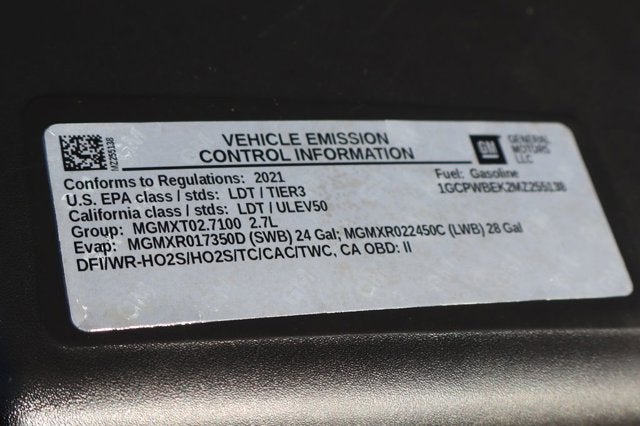 VEHICLE EMISSION
CONTROL INFORMATION
MZ255138
GM
GENERAL
MOTORS
LLC
Conforms to Regulations: 2021
Fuel: Gasoline
U.S. EPA class / stds: LDT / TIER3
1GCPWBEK2MZ255138
California class / stds: LDT / ULEV50
Group: MGMXT02.7100 2.7L
Evap: MGMXR017350D (SWB) 24 Gal; MGMXR022450C (LWB) 28 Gal
DFI/WR-HO2S/HO2S/TC/CAC/TWC, CA OBD: II